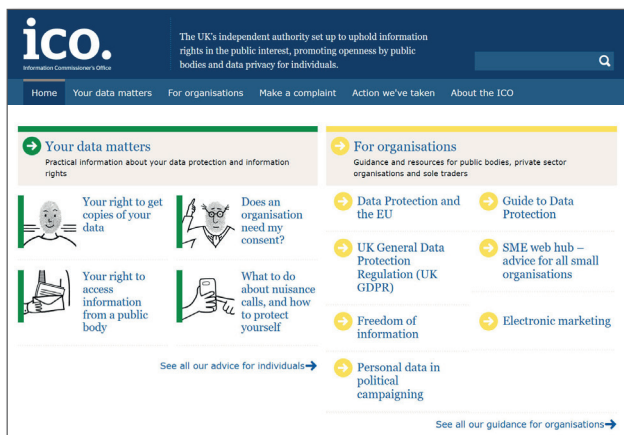 ico.
Information Commissioner's Office
The UK's independent authority set up to uphold information
rights in the public interest, promoting openness by public
bodies and data privacy for individuals.
Home Your data matters For organisations Make a complaint Action we've taken About the ICO
Your data matters
Practical information about your data protection and information
rights
Your right to get
copies of your
data
Does an
organisation
need my
consent?
Your right to
access
information
from a public
body
What to do
about nuisance
calls, and how
to protect
yourself
See all our advice for individuals
For organisations
Guidance and resources for public bodies, private sector
organisations and sole traders
Data Protection and
the EU
Guide to Data
Protection
UK General Data
Protection
Regulation (UK
GDPR)
SME web hub –
advice for all small
organisations
Freedom of
information
Electronic marketing
Personal data in
political
campaigning
See all our guidance for organisations